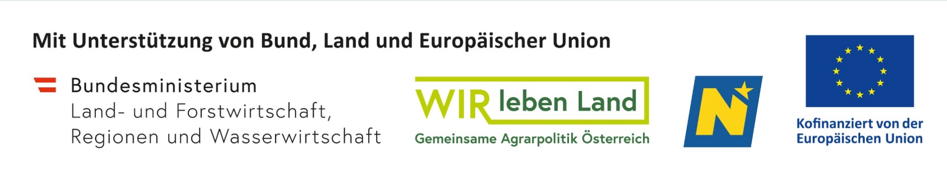 Mit Unterstützung von Bund, Land und Europäischer Union
Bundesministerium
Land- und Forstwirtschaft,
Regionen und Wasserwirtschaft
WIR leben Land
Gemeinsame Agrarpolitik Österreich
N
Kofinanziert von der
Europäischen Union